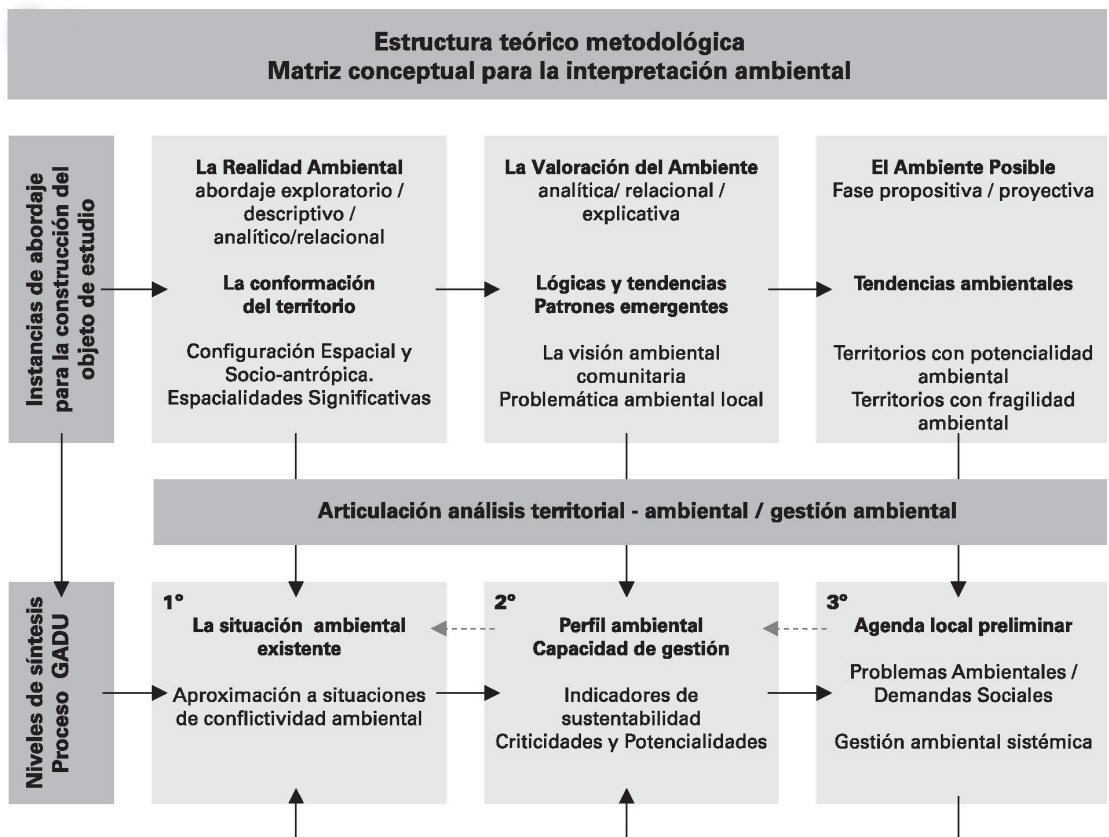 Estructura teórico metodológica
Matriz conceptual para la interpretación ambiental
Instancias de abordaje
para la construcción del
objeto de estudio
La Realidad Ambiental
abordaje exploratorio /
descriptivo /
analítico/relacional
La conformación
del territorio
Configuración Espacial y
Socio-antrópica.
Espacialidades Significativas
La Valoración del Ambiente
analítica/ relacional /
explicativa
Lógicas y tendencias
Patrones emergentes
La visión ambiental
comunitaria
Problemática ambiental local
El Ambiente Posible
Fase propositiva / proyectiva
Tendencias ambientales
Territorios con potencialidad
ambiental
Territorios con fragilidad
ambiental
Articulación análisis territorial - ambiental / gestión ambiental
Niveles de síntesis
Proceso GADU
1º
La situación ambiental
existente
Aproximación a situaciones
de conflictividad ambiental
2º
Perfil ambiental
Capacidad de gestión
Indicadores de
sustentabilidad
Criticidades y Potencialidades
3º
Agenda local preliminar
Problemas Ambientales /
Demandas Sociales
Gestión ambiental sistémica